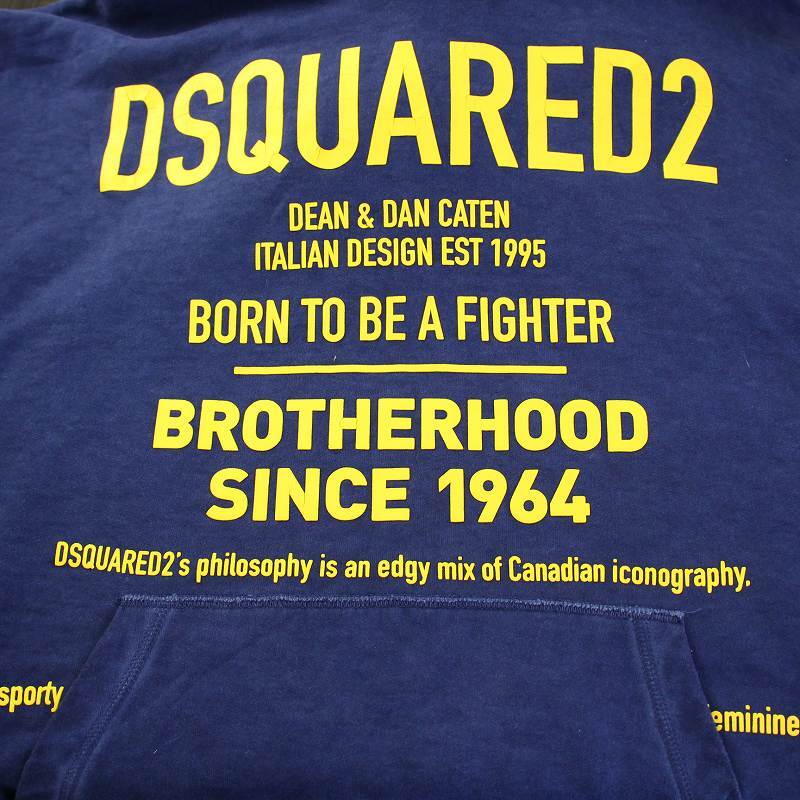 DSQUARED2
DEAN & DAN CATEN
ITALIAN DESIGN EST 1995
BORN TO BE A FIGHTER
BROTHERHOOD
SINCE 1964
DSQUARED2's philosophy is an edgy mix of Canadian iconography.
sporty eminine